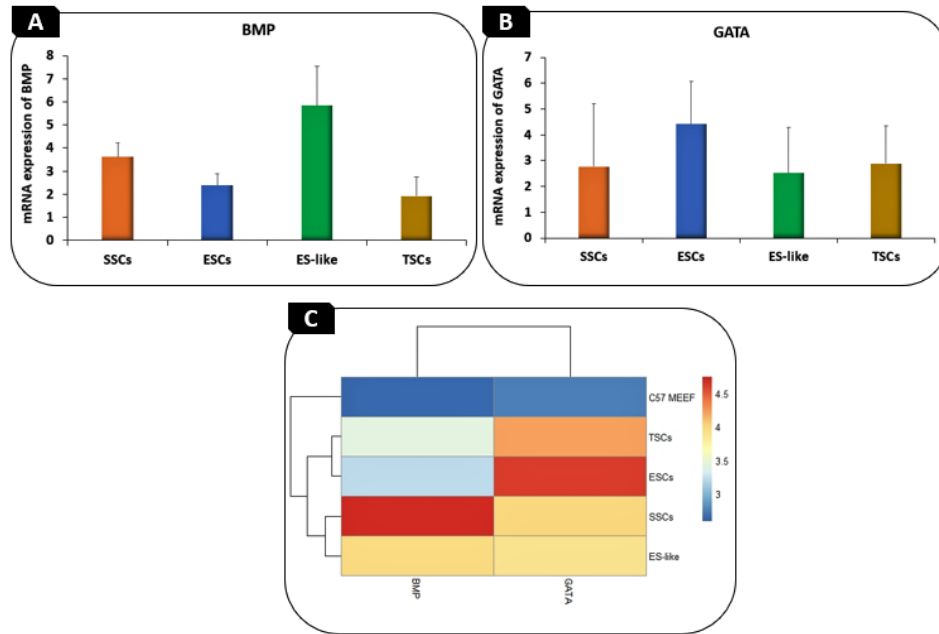 A
BMP
mRNA expression of BMP
8
7
6
5
4
3
2
1
0
SSCs ESCs ES-like TSCs
B
GATA
mRNA expression of GATA
7
6
5
4
3
2
1
0
SSCs ESCs ES-like TSCs
C
C57 MEEF
TSCs
ESCs
SSCs
ES-like
BMP
GATA
4.5
4
3.5
3